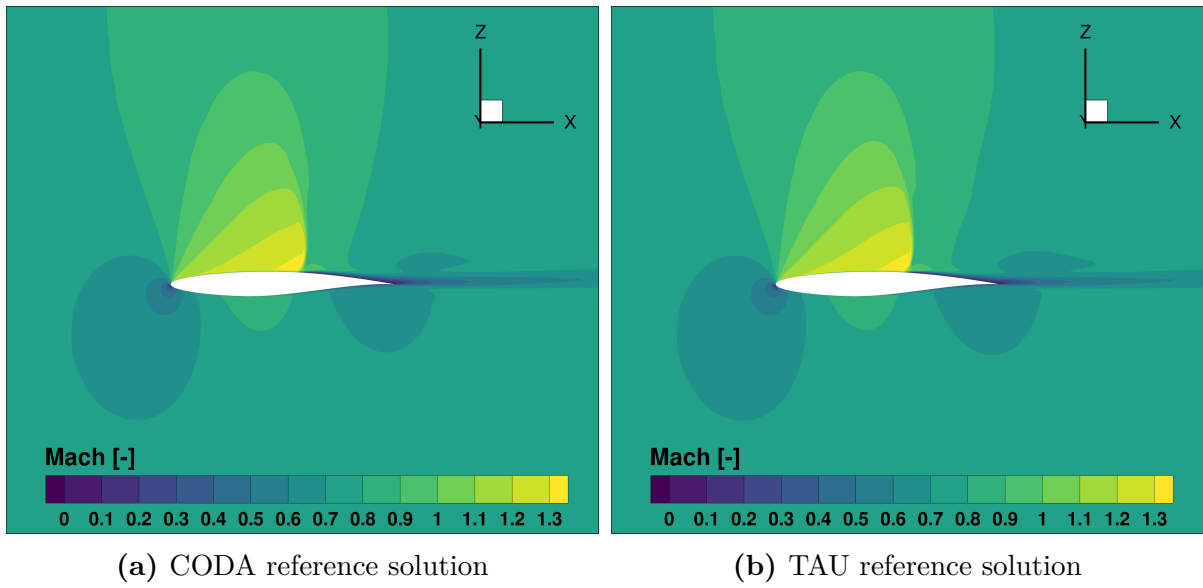 Z
Y
X
Mach [-]
0 0.1 0.2 0.3 0.4 0.5 0.6 0.7 0.8 0.9 1 1.1 1.2 1.3
(a) CODA reference solution
Z
Y
X
Mach [-]
0 0.1 0.2 0.3 0.4 0.5 0.6 0.7 0.8 0.9 1 1.1 1.2 1.3
(b) TAU reference solution